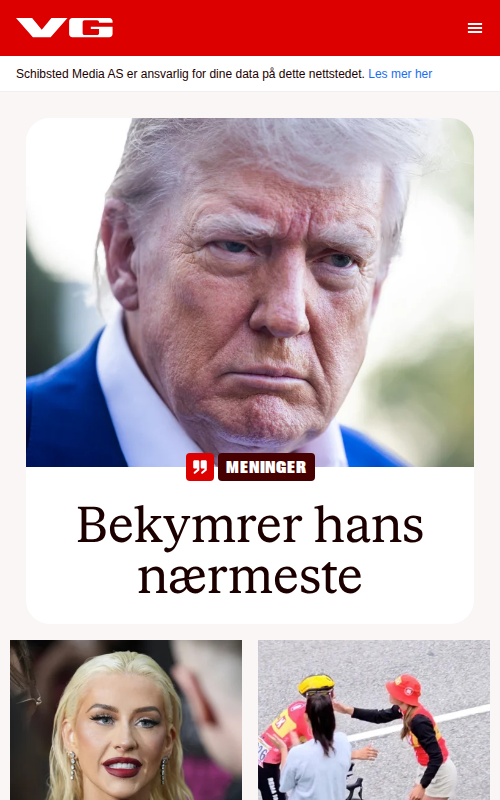 VG
Schibsted Media AS er ansvarlig for dine data på dette nettstedet. Les mer her
MENINGER
Bekymrer hans
nærmeste